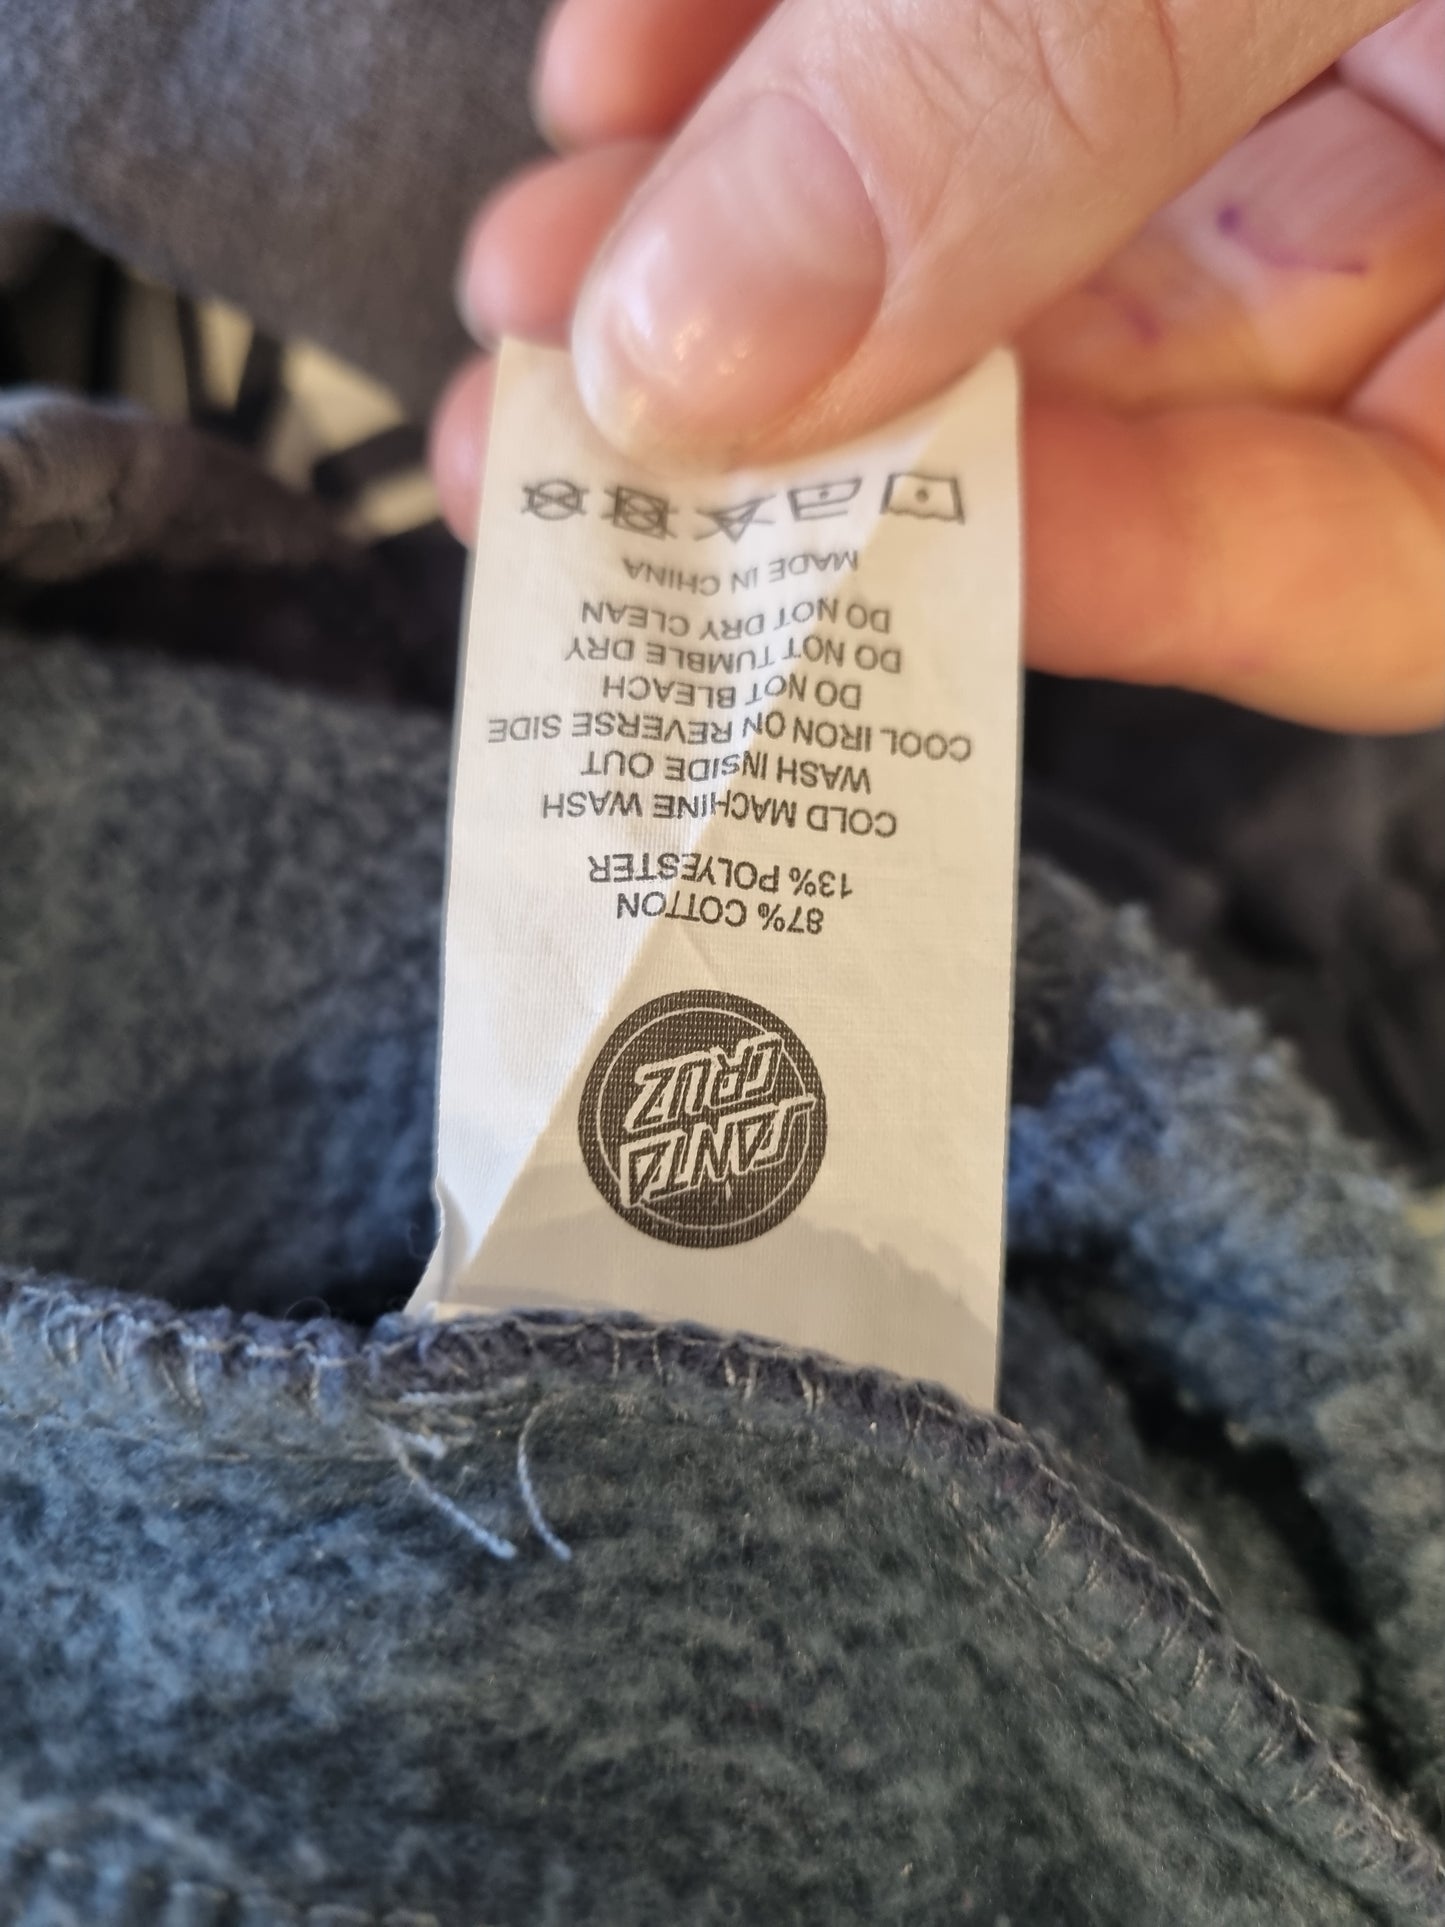 SANTA
CRUZ
87% COTTON
13% POLYESTER
COLD MACHINE WASH
WASH INSIDE OUT
COOL IRON ON REVERSE SIDE
DO NOT BLEACH
DO NOT TUMBLE DRY
DO NOT DRY CLEAN
MADE IN CHINA